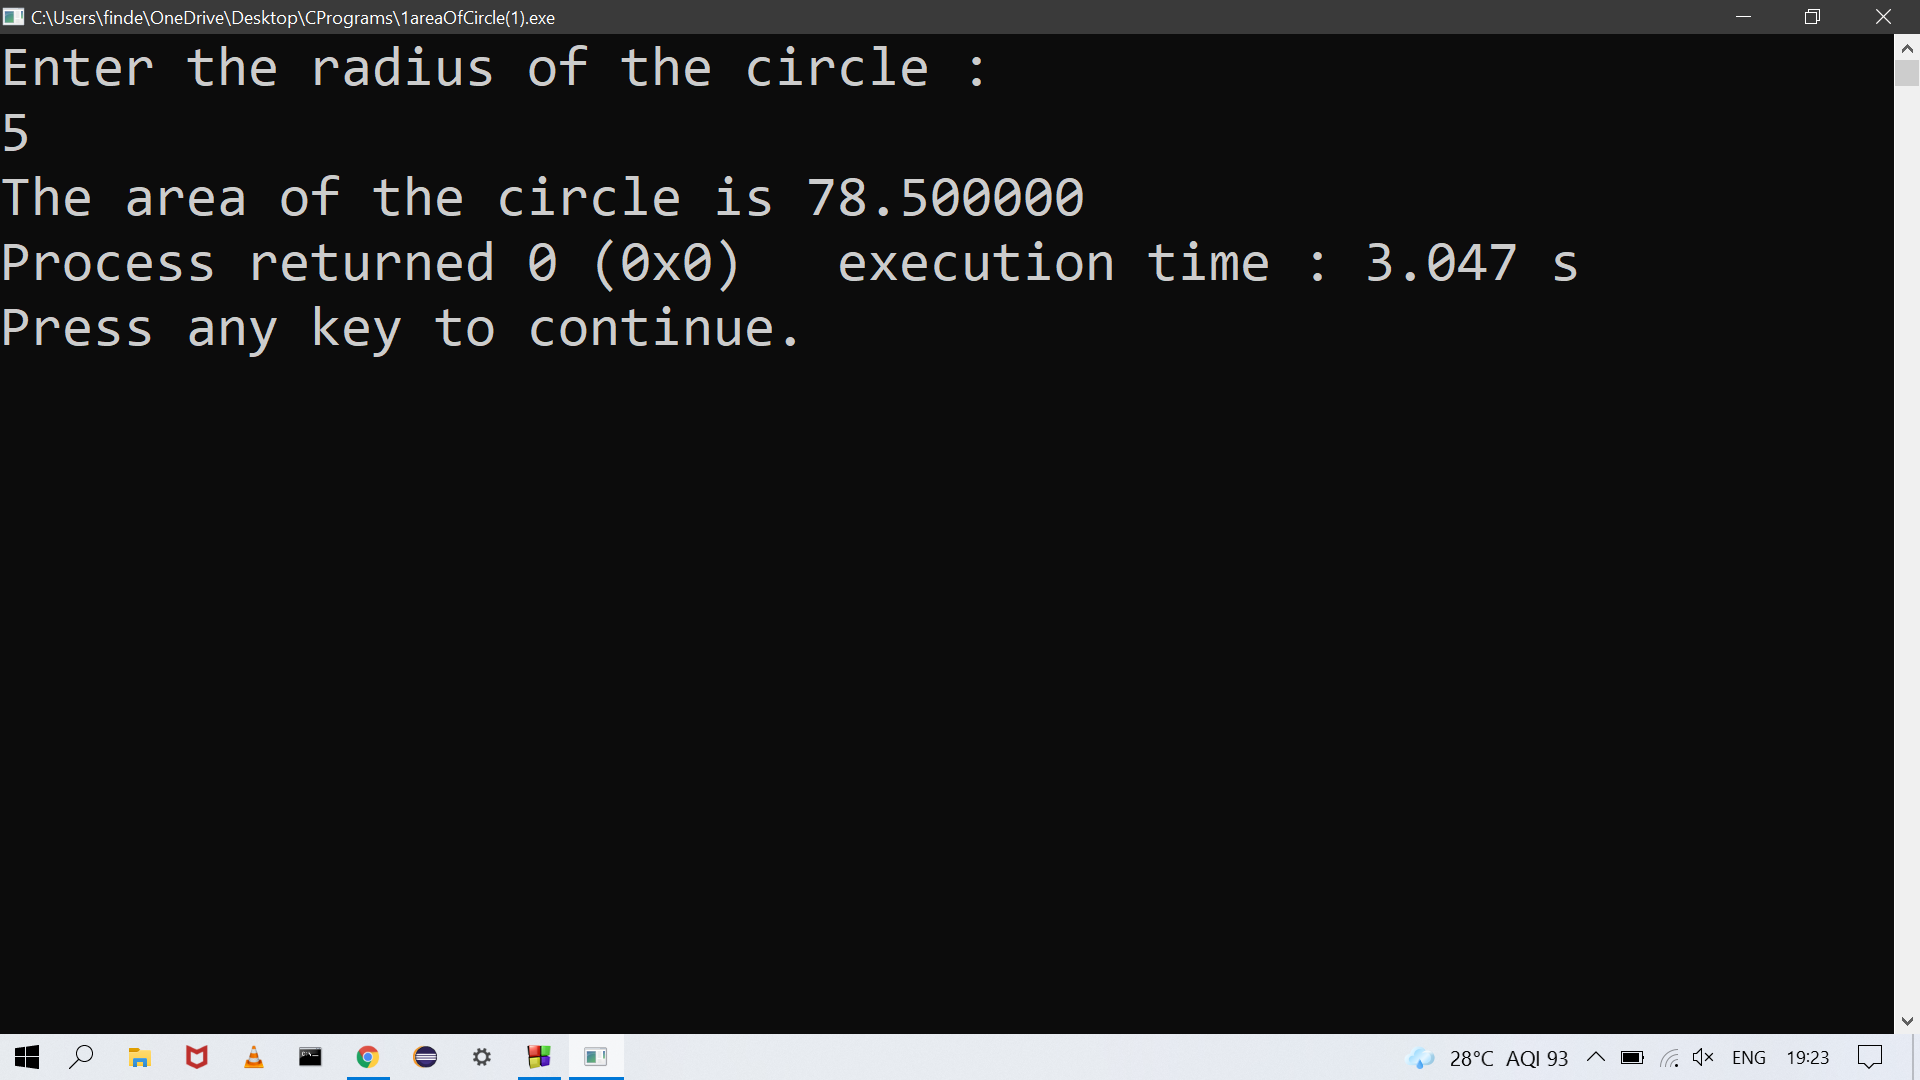 C:\Users\finde\OneDrive\Desktop\CPrograms\1areaOfCircle(1).exe
Enter the radius of the circle :
5
The area of the circle is 78.500000
Process returned 0 (0x0)   execution time : 3.047 s
Press any key to continue.
28°C AQI 93 ENG 19:23